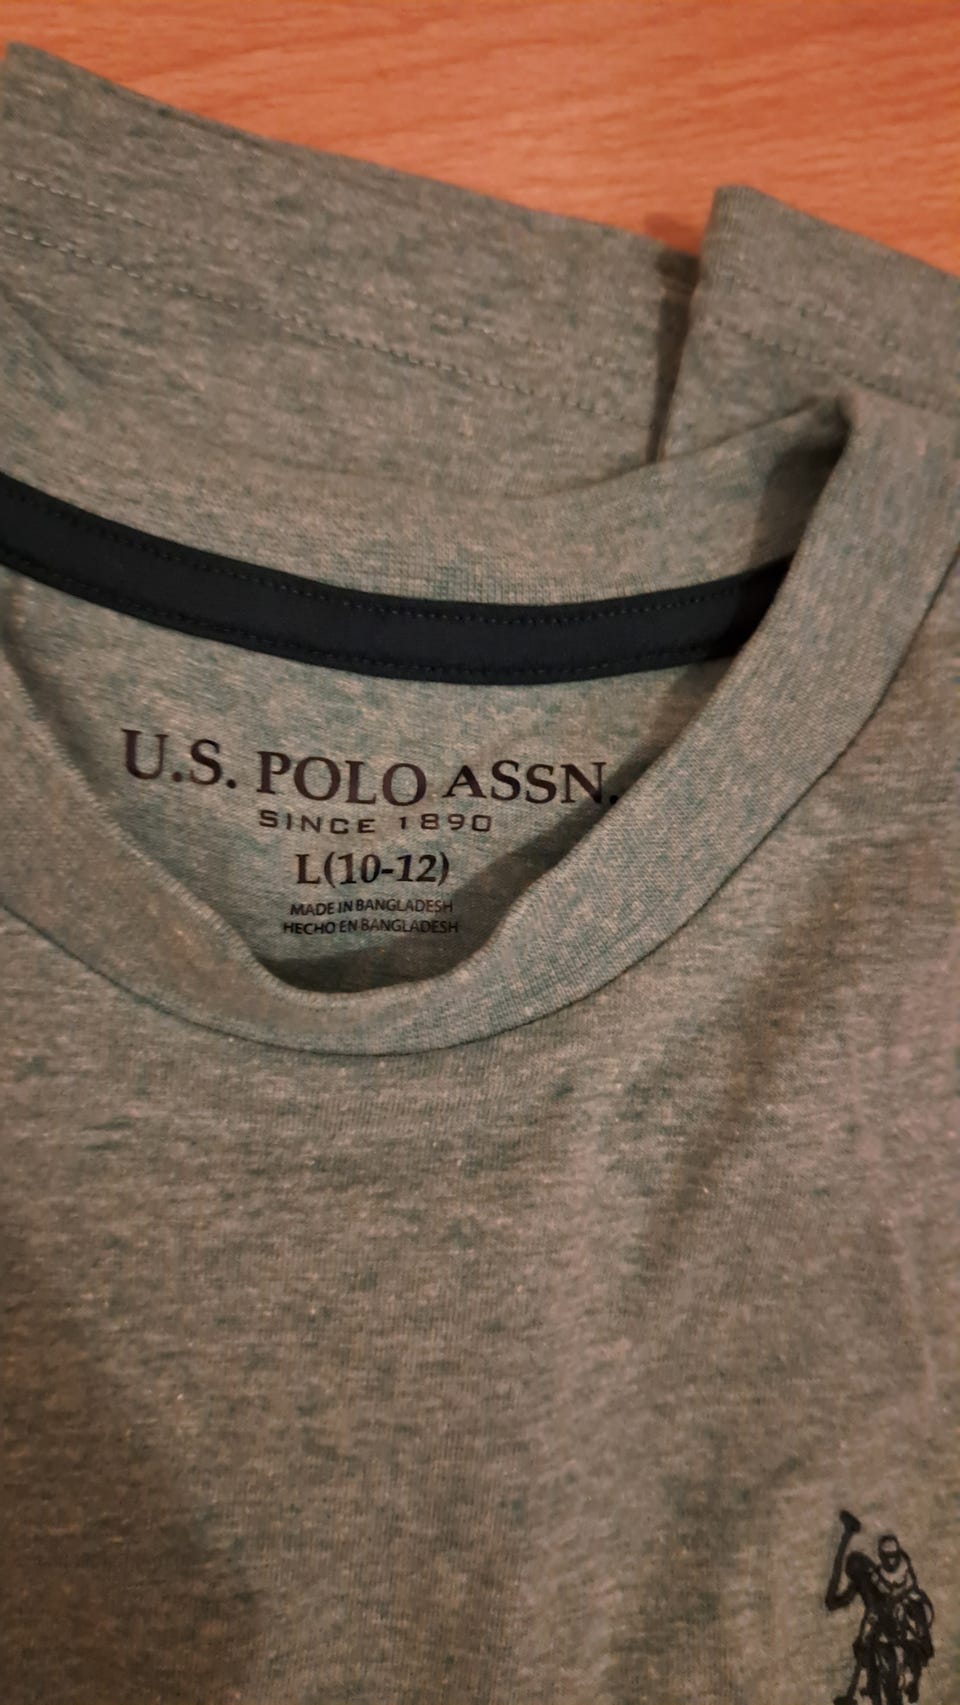 U.S. POLO ASSN.
SINCE 1890
L(10-12)
MADE IN BANGLADESH
HECHO EN BANGLADESH